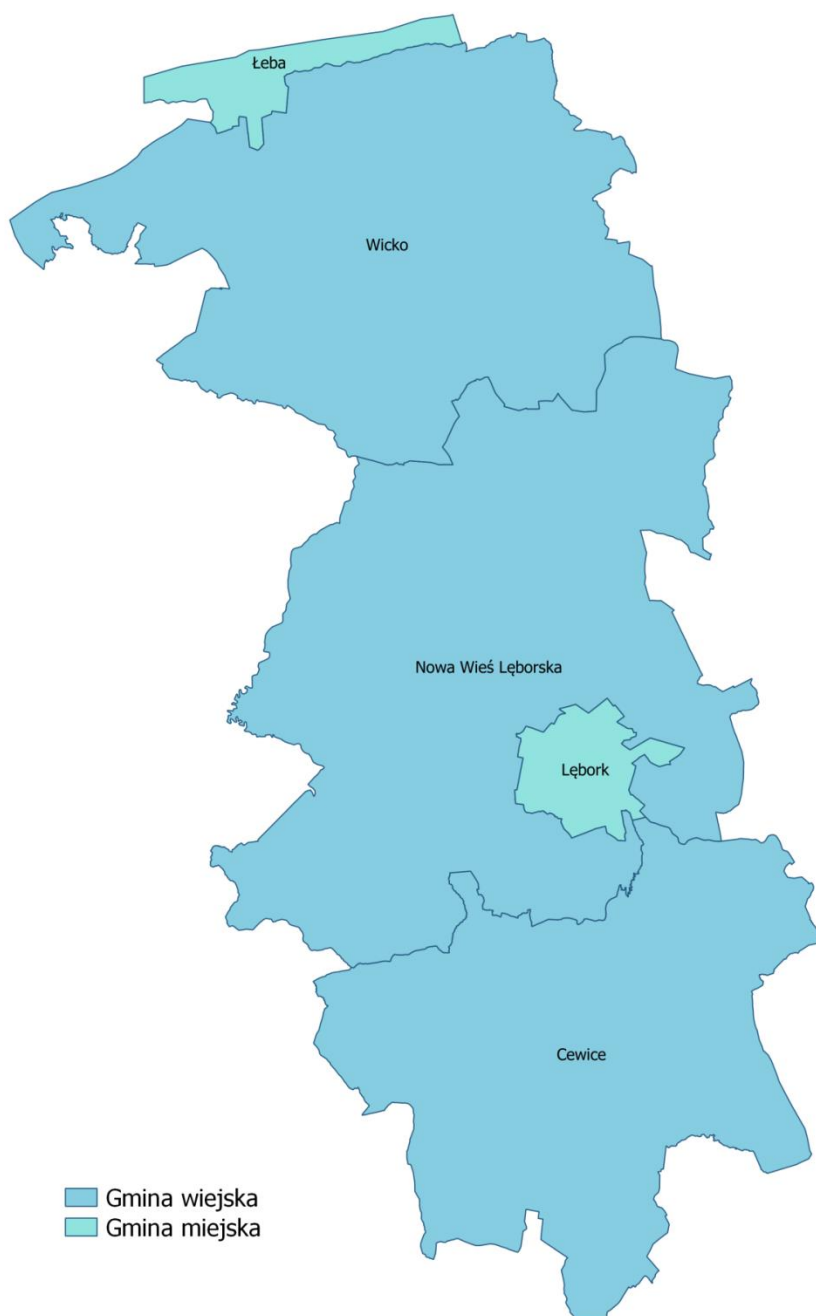 Łeba
Wicko
Nowa Wieś Lęborska
Lębork
Cewice
Gmina wiejska
Gmina miejska